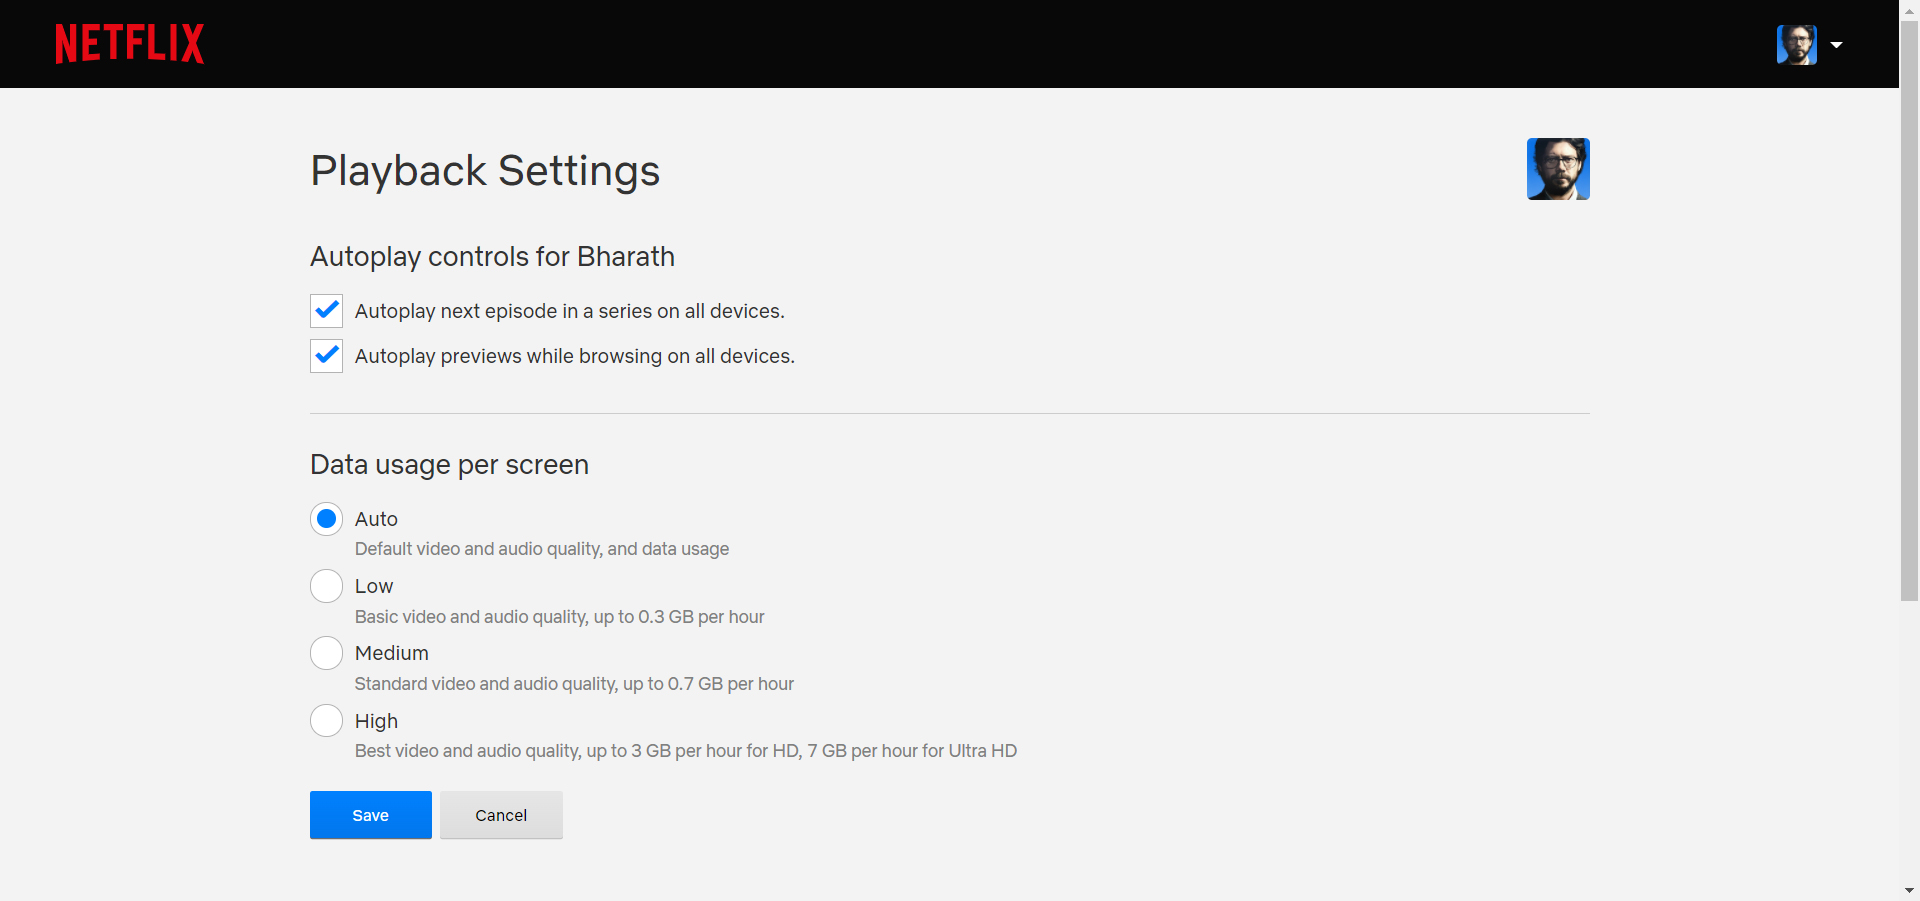 NETFLIX
Playback Settings
Autoplay controls for Bharath
Autoplay next episode in a series on all devices.
Autoplay previews while browsing on all devices.
Data usage per screen
Auto
Default video and audio quality, and data usage
Low
Basic video and audio quality, up to 0.3 GB per hour
Medium
Standard video and audio quality, up to 0.7 GB per hour
High
Best video and audio quality, up to 3 GB per hour for HD, 7 GB per hour for Ultra HD
Save Cancel